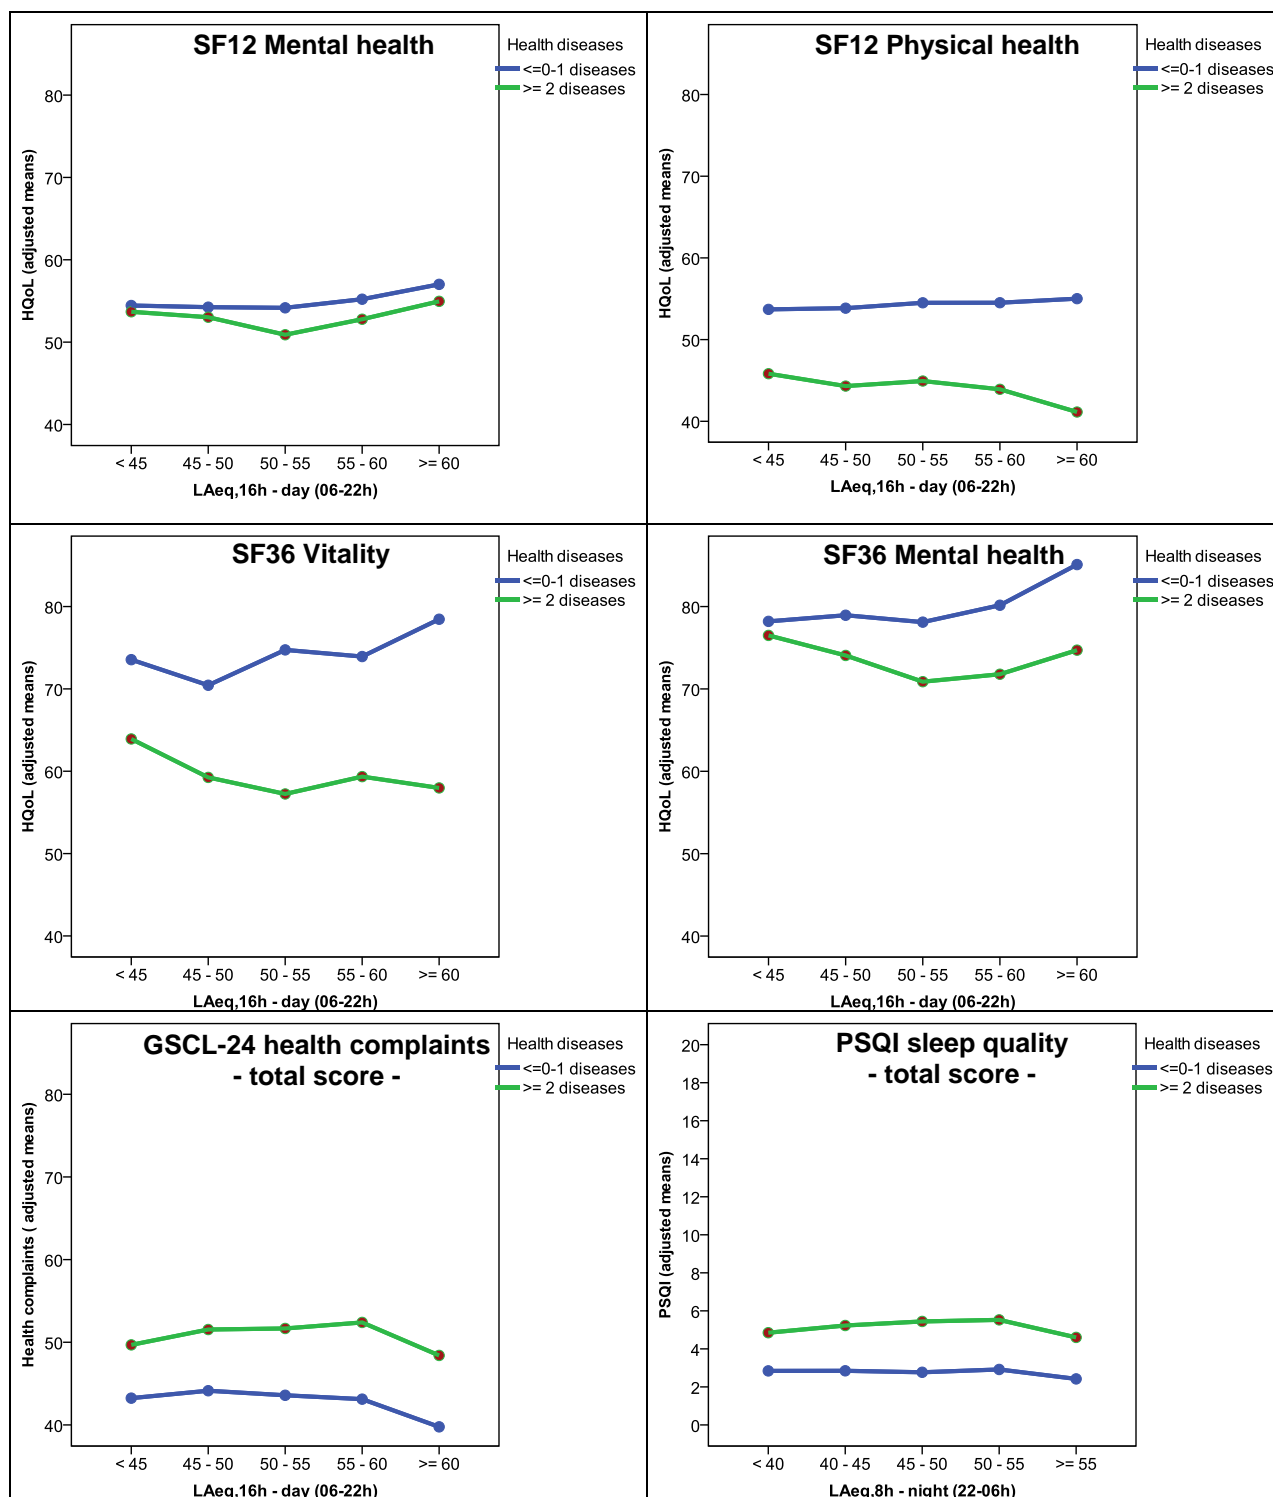 SF12 Mental health
Health diseases
<=0-1 diseases
>= 2 diseases
HQoL (adjusted means)
80
70
60
50
40
< 45 45 - 50 50 - 55 55 - 60 >= 60
LAeq,16h - day (06-22h)
SF12 Physical health
Health diseases
<=0-1 diseases
>= 2 diseases
HQoL (adjusted means)
80
70
60
50
40
< 45 45 - 50 50 - 55 55 - 60 >= 60
LAeq,16h - day (06-22h)
SF36 Vitality
Health diseases
<=0-1 diseases
>= 2 diseases
HQoL (adjusted means)
80
70
60
50
40
< 45 45 - 50 50 - 55 55 - 60 >= 60
LAeq,16h - day (06-22h)
SF36 Mental health
Health diseases
<=0-1 diseases
>= 2 diseases
HQoL (adjusted means)
80
70
60
50
40
< 45 45 - 50 50 - 55 55 - 60 >= 60
LAeq,16h - day (06-22h)
GSCL-24 health complaints
- total score -
Health diseases
<=0-1 diseases
>= 2 diseases
Health complaints ( adjusted means)
80
70
60
50
40
< 45 45 - 50 50 - 55 55 - 60 >= 60
LAeq,16h - day (06-22h)
PSQI sleep quality
- total score -
Health diseases
<=0-1 diseases
>= 2 diseases
PSQI (adjusted means)
20
18
16
14
12
10
8
6
4
2
0
< 40 40 - 45 45 - 50 50 - 55 >= 55
LAeq,8h - night (22-06h)